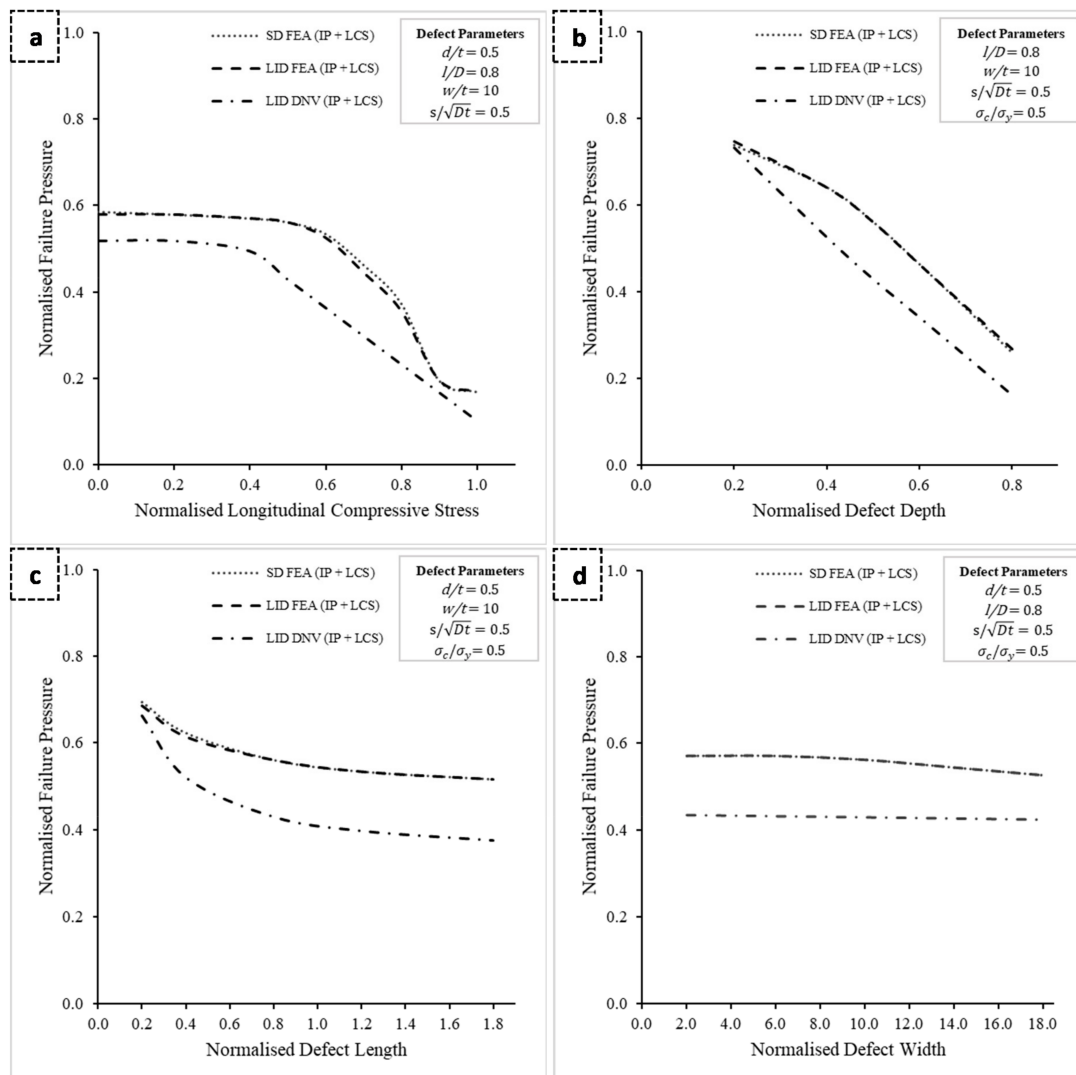 a
SD FEA (IP + LCS)
LID FEA (IP + LCS)
LID DNV (IP + LCS)
Defect Parameters
d/t = 0.5
l/D = 0.8
w/t = 10
s/√Dt = 0.5
1.0
0.8
0.6
0.4
0.2
0.0
Normalised Failure Pressure
0.0 0.2 0.4 0.6 0.8 1.0
Normalised Longitudinal Compressive Stress
b
SD FEA (IP + LCS)
LID FEA (IP + LCS)
LID DNV (IP + LCS)
Defect Parameters
l/D = 0.8
w/t = 10
s/√Dt = 0.5
σc/σy = 0.5
1.0
0.8
0.6
0.4
0.2
0.0
Normalised Failure Pressure
0.0 0.2 0.4 0.6 0.8
Normalised Defect Depth
c
SD FEA (IP + LCS)
LID FEA (IP + LCS)
LID DNV (IP + LCS)
Defect Parameters
d/t = 0.5
w/t = 10
s/√Dt = 0.5
σc/σy = 0.5
1.0
0.8
0.6
0.4
0.2
0.0
Normalised Failure Pressure
0.0 0.2 0.4 0.6 0.8 1.0 1.2 1.4 1.6 1.8
Normalised Defect Length
d
SD FEA (IP + LCS)
LID FEA (IP + LCS)
LID DNV (IP + LCS)
Defect Parameters
d/t = 0.5
l/D = 0.8
s/√Dt = 0.5
σc/σy = 0.5
1.0
0.8
0.6
0.4
0.2
0.0
Normalised Failure Pressure
0.0 2.0 4.0 6.0 8.0 10.0 12.0 14.0 16.0 18.0
Normalised Defect Width